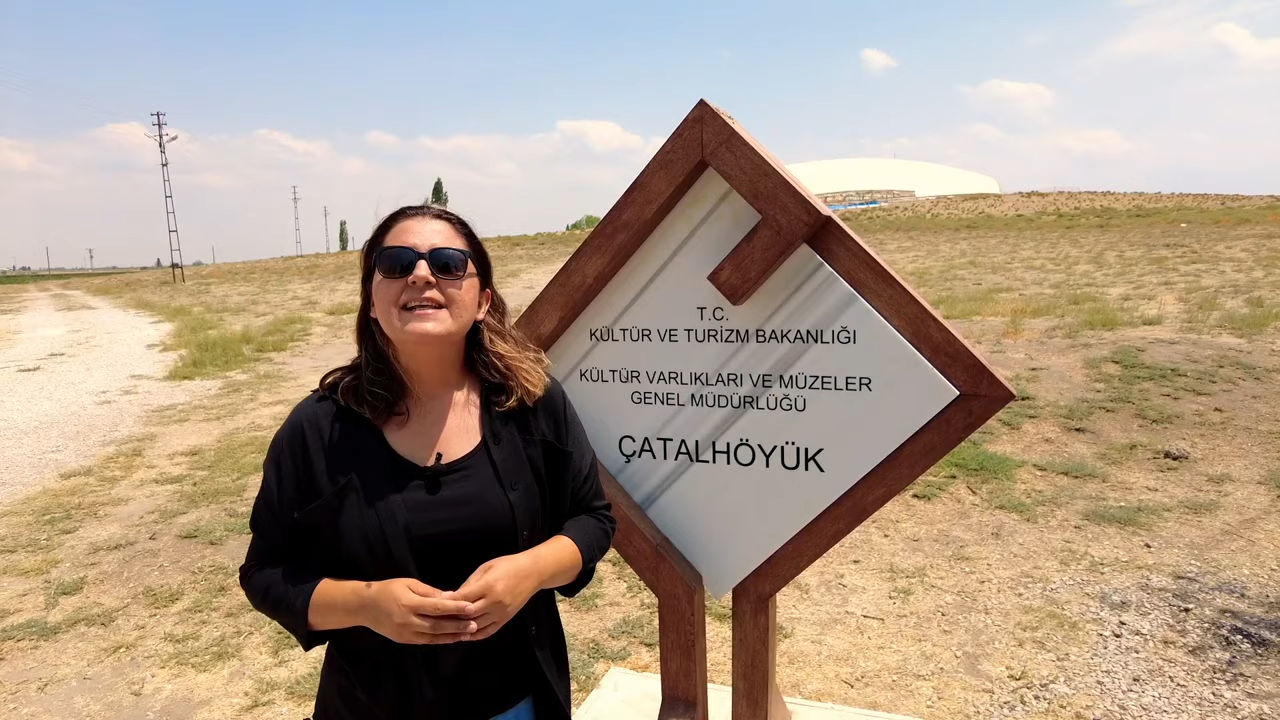 T.C.
KÜLTÜR VE TURİZM BAKANLIĞI
KÜLTÜR VARLIKLARI VE MÜZELER
GENEL MÜDÜRLÜĞÜ
ÇATALHÖYÜK